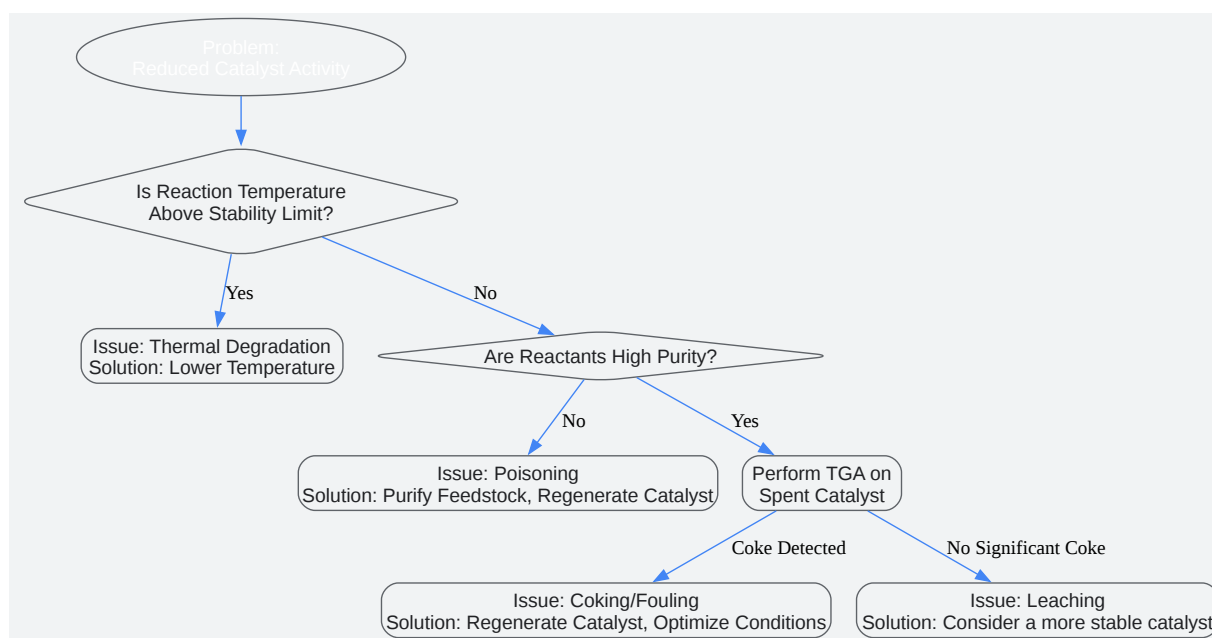 Problem:
Reduced Catalyst Activity
Is Reaction Temperature
Above Stability Limit?
Yes
No
Issue: Thermal Degradation
Solution: Lower Temperature
Are Reactants High Purity?
No
Yes
Issue: Poisoning
Solution: Purify Feedstock, Regenerate Catalyst
Perform TGA on
Spent Catalyst
Coke Detected
No Significant Coke
Issue: Coking/Fouling
Solution: Regenerate Catalyst, Optimize Conditions
Issue: Leaching
Solution: Consider a more stable catalyst